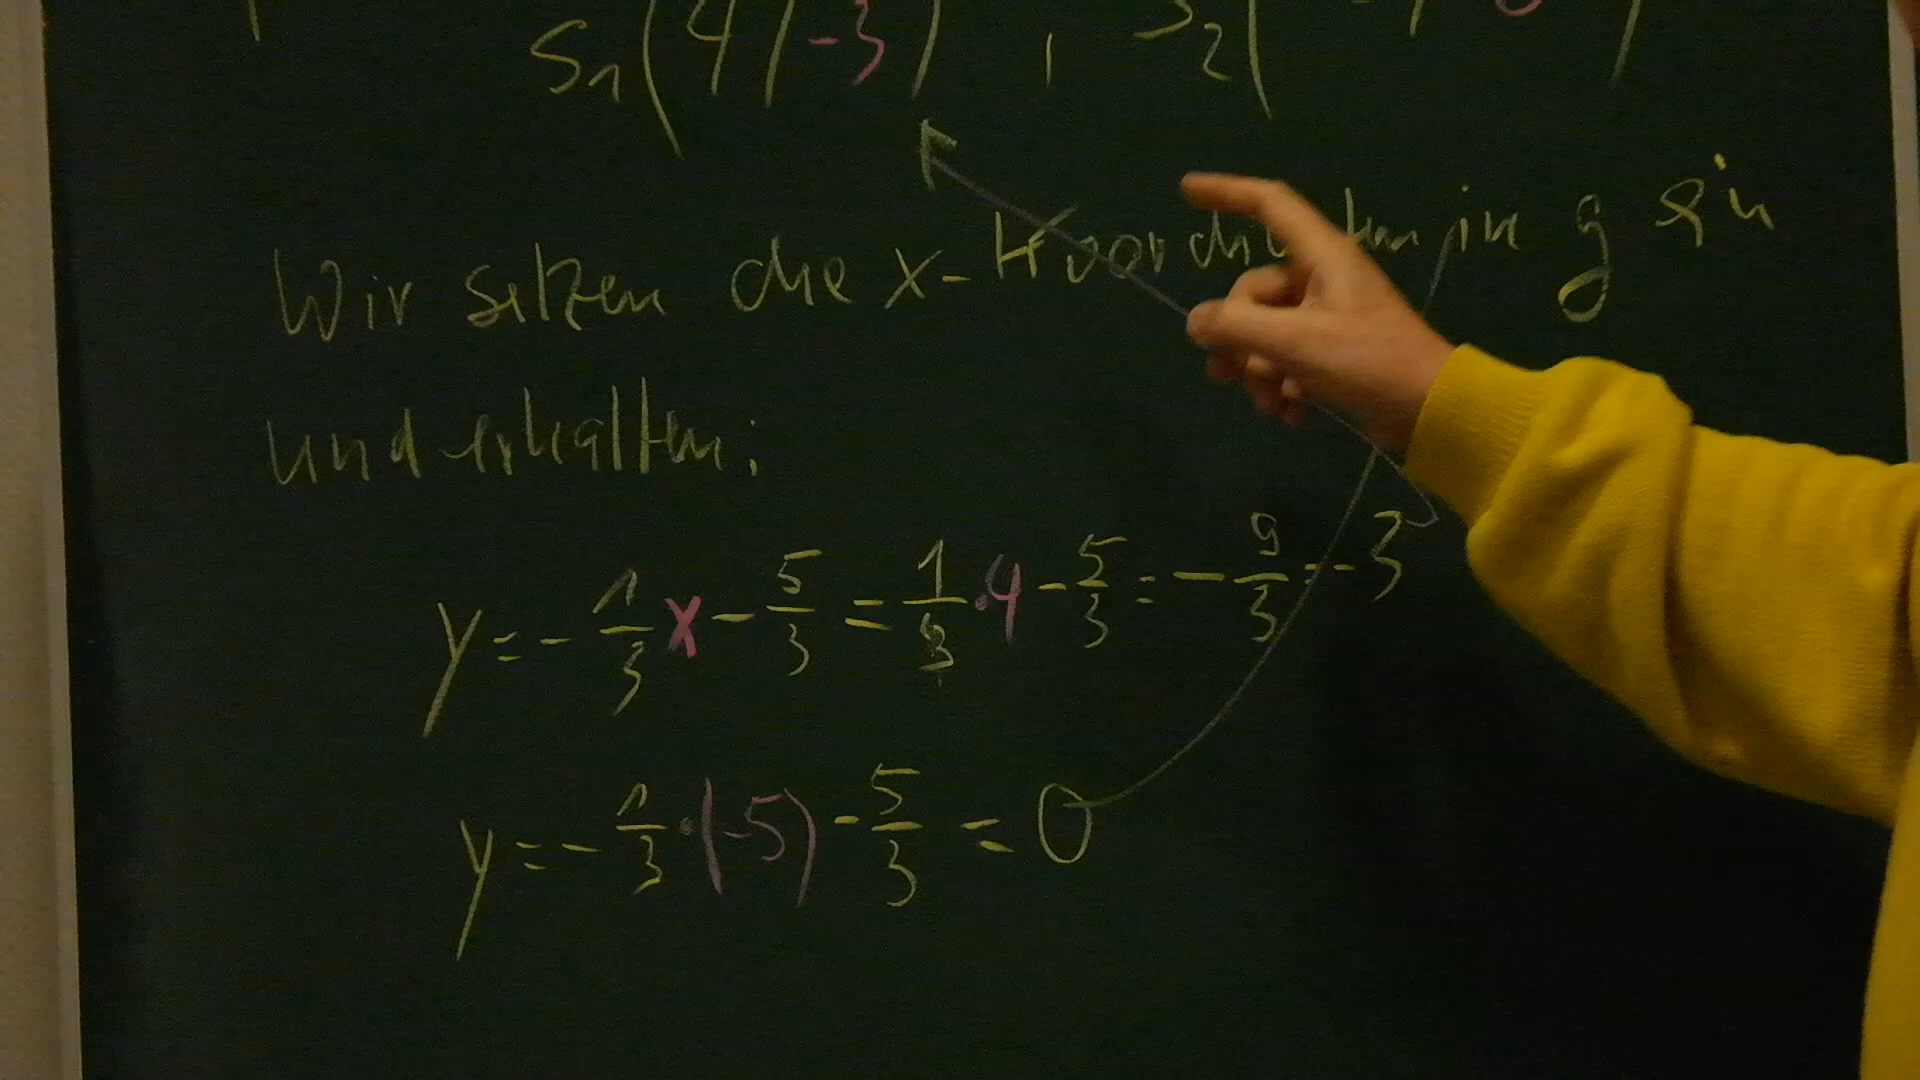 S₁(4/-3) , S₂(
Wir setzen die x-Koordinaten in g ein
und erhalten:
y = - 1/3 x - 5/3 = 1/3 · 4 - 5/3 = - 9/3 = -3
y = - 1/3 · (-5) - 5/3 = 0